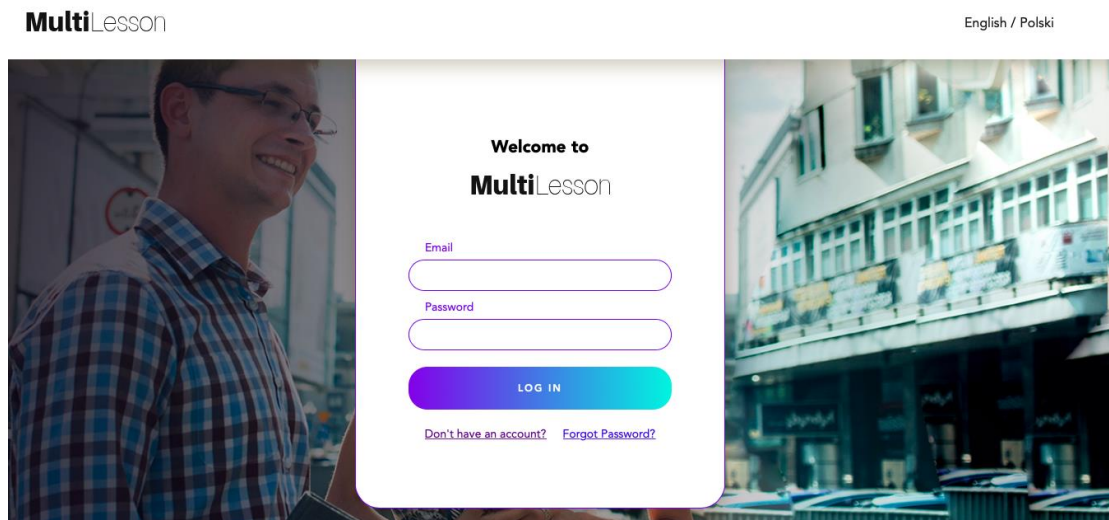 MultiLesson
English / Polski
Welcome to
MultiLesson
Email
Password
LOG IN
Don't have an account? Forgot Password?